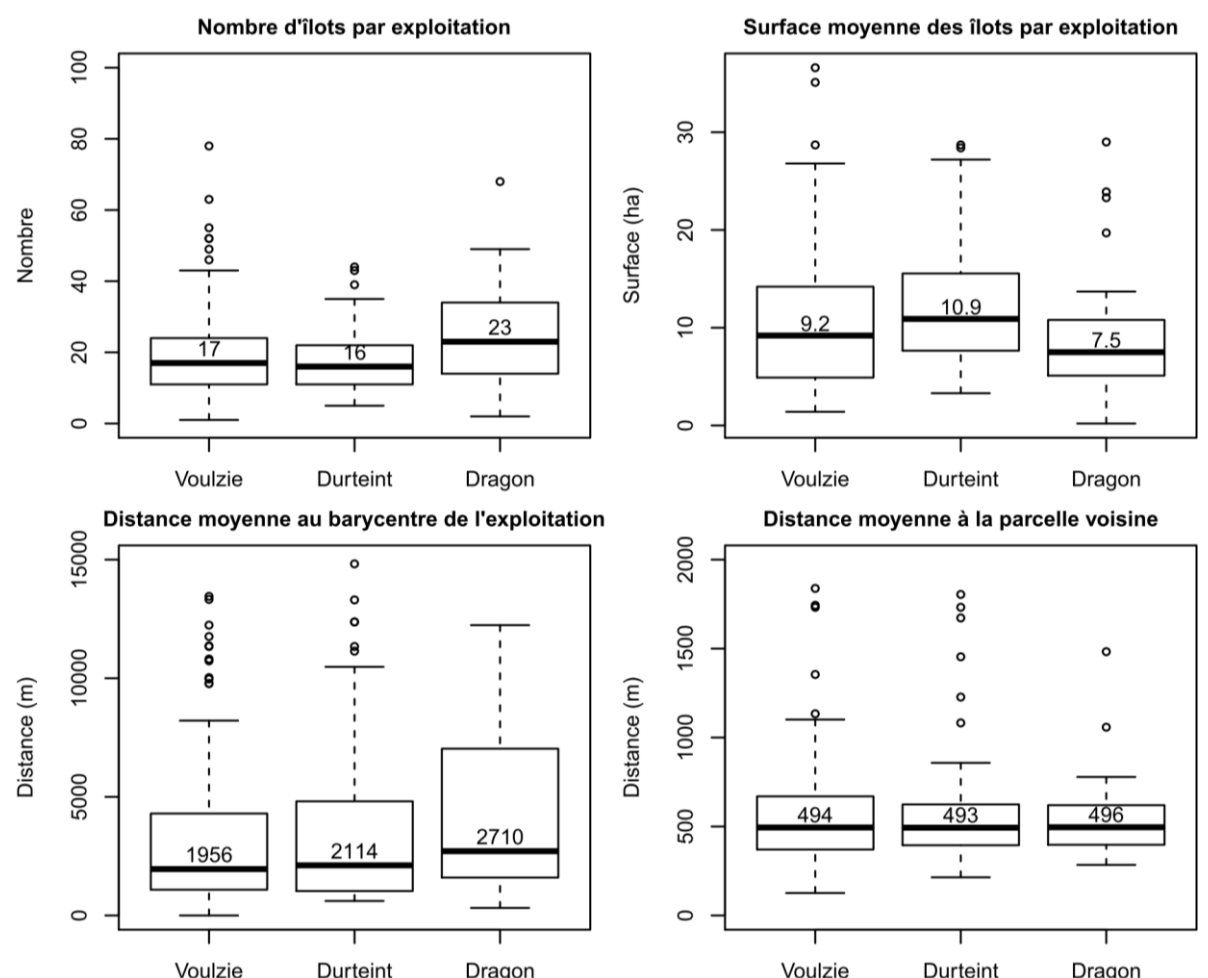 Nombre d'îlots par exploitation
Nombre
100
80
60
40
20
0
17
16
23
Voulzie Durteint Dragon
Surface moyenne des îlots par exploitation
Surface (ha)
30
20
10
0
9.2
10.9
7.5
Voulzie Durteint Dragon
Distance moyenne au barycentre de l'exploitation
Distance (m)
15000
10000
5000
0
1956
2114
2710
Voulzie Durteint Dragon
Distance moyenne à la parcelle voisine
Distance (m)
2000
1500
1000
500
0
494
493
496
Voulzie Durteint Dragon